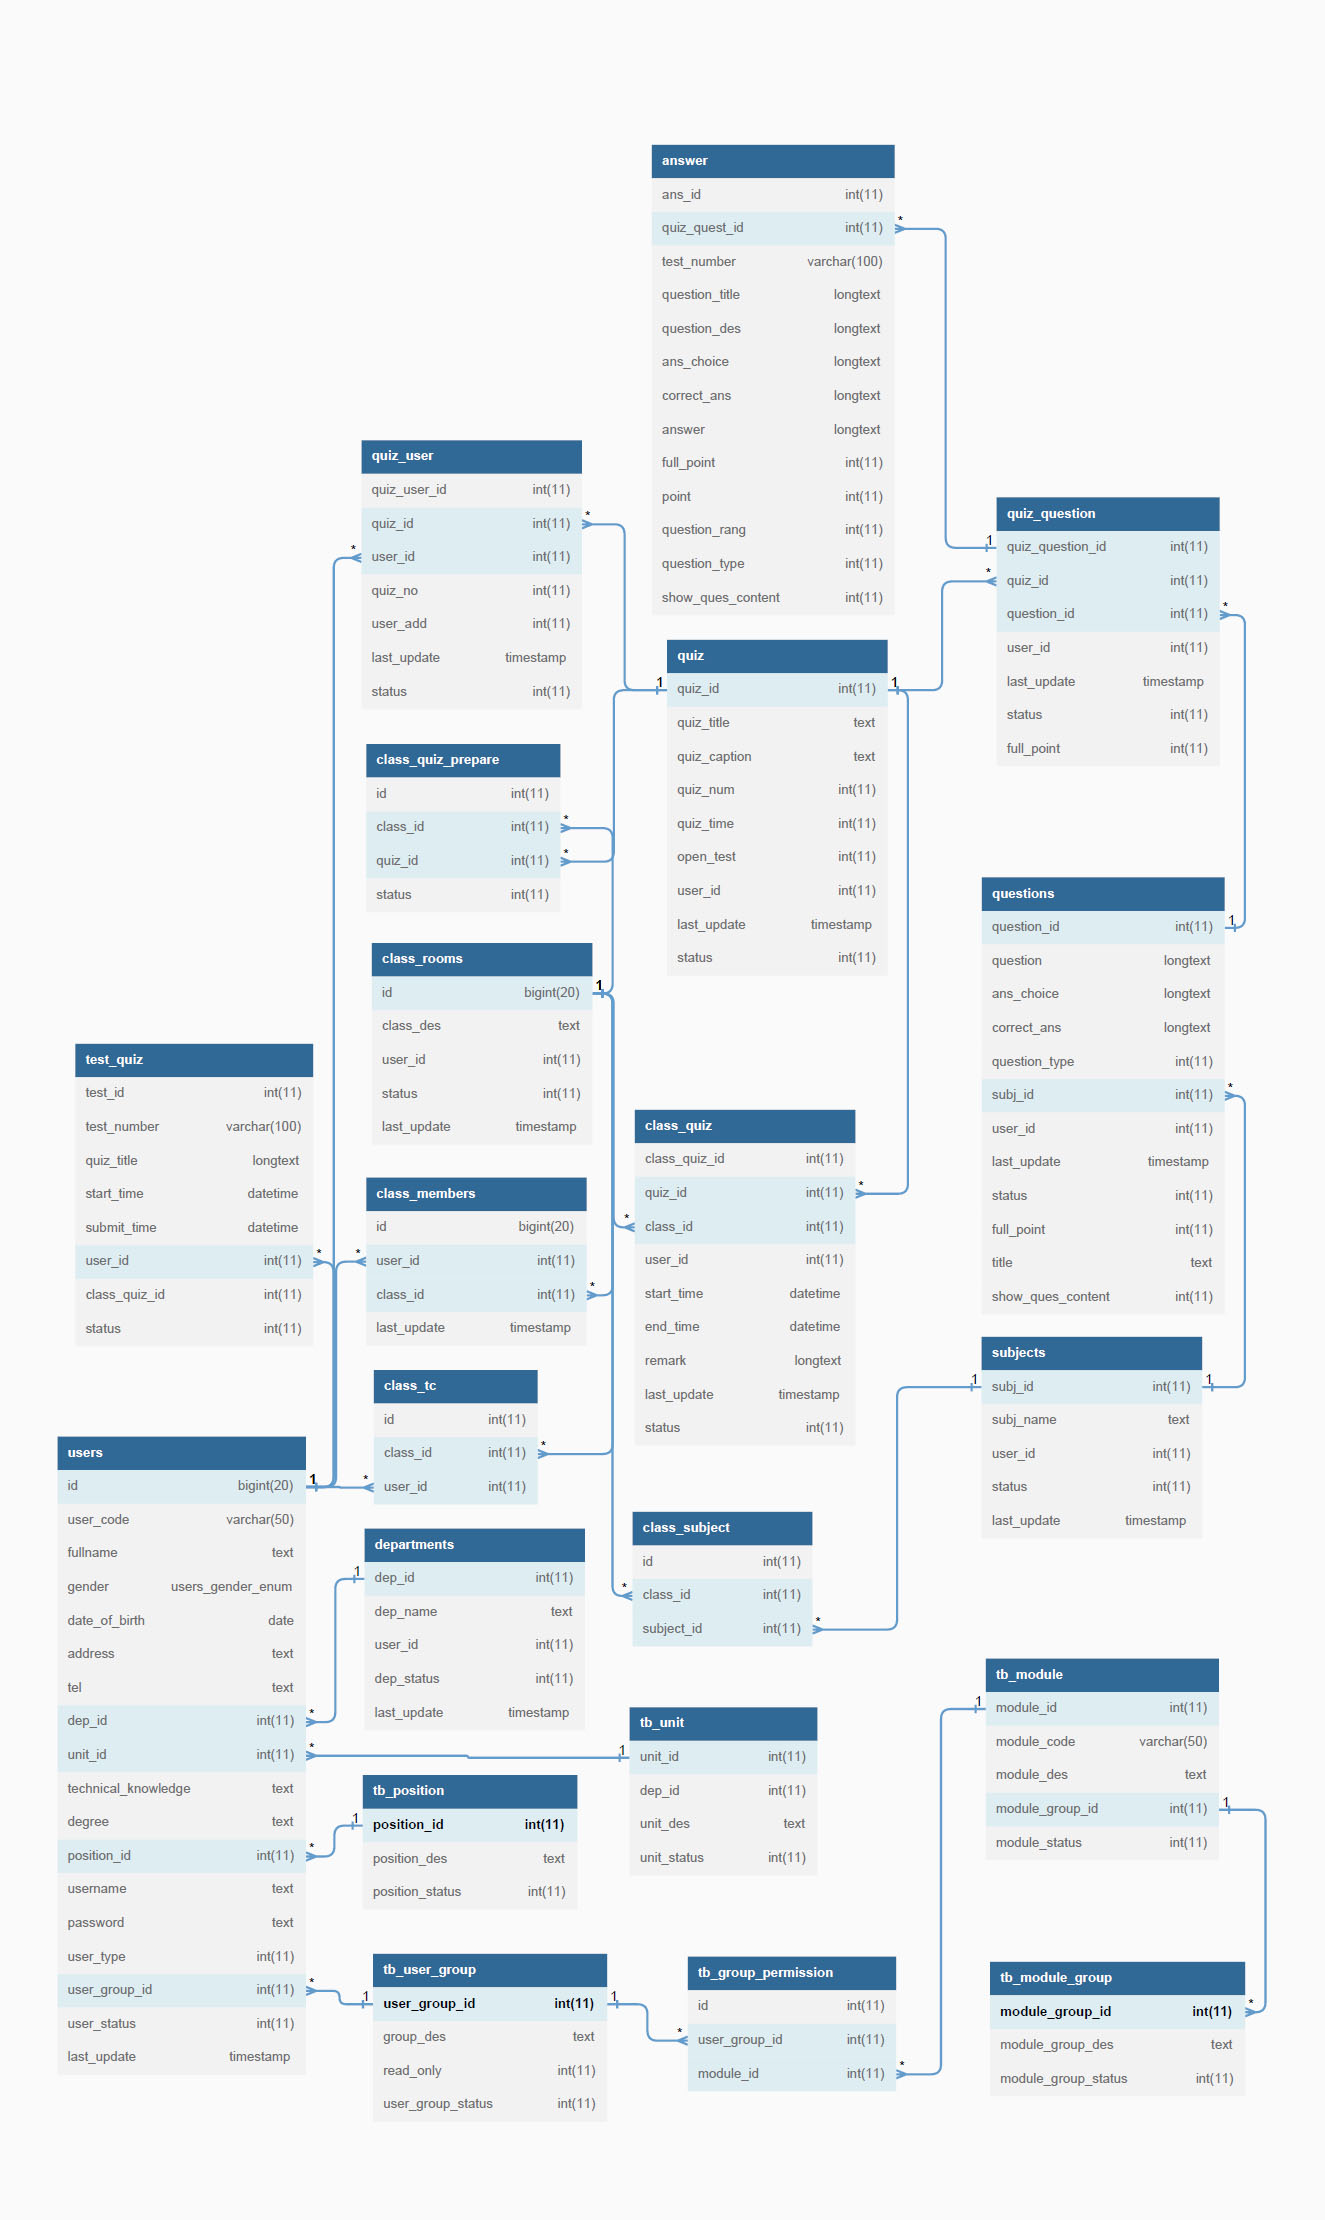 answer
ans_id int(11)
quiz_quest_id int(11) *
test_number varchar(100)
question_title longtext
question_des longtext
ans_choice longtext
correct_ans longtext
answer longtext
full_point int(11)
point int(11)
question_rang int(11)
question_type int(11)
show_ques_content int(11)
quiz_user
quiz_user_id int(11)
quiz_id int(11) *
* user_id int(11)
quiz_no int(11)
user_add int(11)
last_update timestamp
status int(11)
quiz_question
1 quiz_question_id int(11)
* quiz_id int(11)
question_id int(11) *
user_id int(11)
last_update timestamp
status int(11)
full_point int(11)
quiz
1 quiz_id int(11) 1
quiz_title text
quiz_caption text
quiz_num int(11)
quiz_time int(11)
open_test int(11)
user_id int(11)
last_update timestamp
status int(11)
class_quiz_prepare
id int(11)
class_id int(11) *
quiz_id int(11) *
status int(11)
questions
question_id int(11) 1
question longtext
ans_choice longtext
correct_ans longtext
question_type int(11)
subj_id int(11) *
user_id int(11)
last_update timestamp
status int(11)
full_point int(11)
title text
show_ques_content int(11)
class_rooms
id bigint(20) 1
class_des text
user_id int(11)
status int(11)
last_update timestamp
test_quiz
test_id int(11)
test_number varchar(100)
quiz_title longtext
start_time datetime
submit_time datetime
user_id int(11) *
class_quiz_id int(11)
status int(11)
class_quiz
class_quiz_id int(11)
quiz_id int(11) *
* class_id int(11)
user_id int(11)
start_time datetime
end_time datetime
remark longtext
last_update timestamp
status int(11)
class_members
id bigint(20)
* user_id int(11)
class_id int(11) *
last_update timestamp
subjects
1 subj_id int(11) 1
subj_name text
user_id int(11)
status int(11)
last_update timestamp
class_tc
id int(11)
class_id int(11) *
* user_id int(11)
users
id bigint(20) 1
user_code varchar(50)
fullname text
gender users_gender_enum
date_of_birth date
address text
tel text
dep_id int(11) *
unit_id int(11) *
technical_knowledge text
degree text
position_id int(11) *
username text
password text
user_type int(11)
user_group_id int(11) *
user_status int(11)
last_update timestamp
class_subject
id int(11)
* class_id int(11)
subject_id int(11) *
departments
1 dep_id int(11)
dep_name text
user_id int(11)
dep_status int(11)
last_update timestamp
tb_module
1 module_id int(11)
module_code varchar(50)
module_des text
module_group_id int(11) 1
module_status int(11)
tb_unit
1 unit_id int(11)
dep_id int(11)
unit_des text
unit_status int(11)
tb_position
1 position_id int(11)
position_des text
position_status int(11)
tb_user_group
1 user_group_id int(11) 1
group_des text
read_only int(11)
user_group_status int(11)
tb_group_permission
id int(11)
* user_group_id int(11)
module_id int(11) *
tb_module_group
module_group_id int(11) *
module_group_des text
module_group_status int(11)